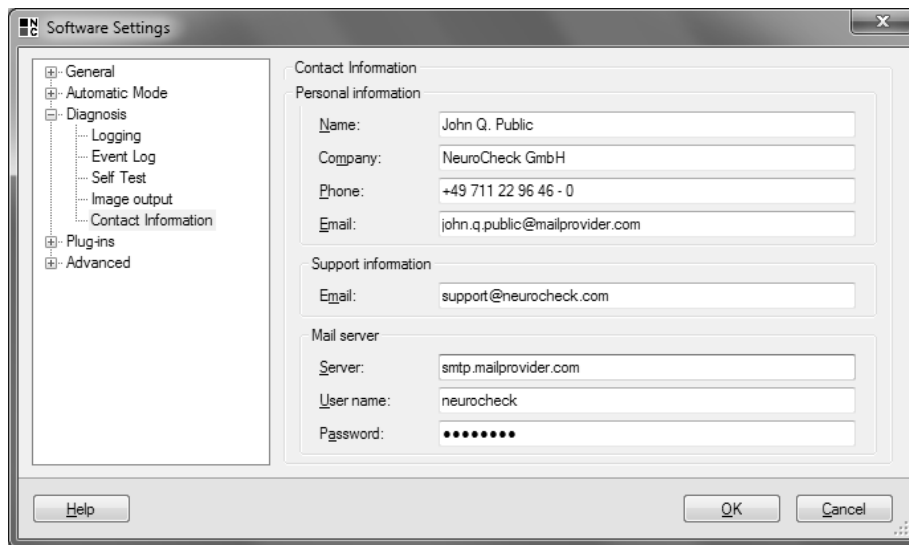 NC Software Settings
General
Automatic Mode
Diagnosis
Logging
Event Log
Self Test
Image output
Contact Information
Plug-ins
Advanced
Contact Information
Personal information
Name: John Q. Public
Company: NeuroCheck GmbH
Phone: +49 711 22 96 46 - 0
Email: john.q.public@mailprovider.com
Support information
Email: support@neurocheck.com
Mail server
Server: smtp.mailprovider.com
User name: neurocheck
Password: ●●●●●●●●
Help OK Cancel